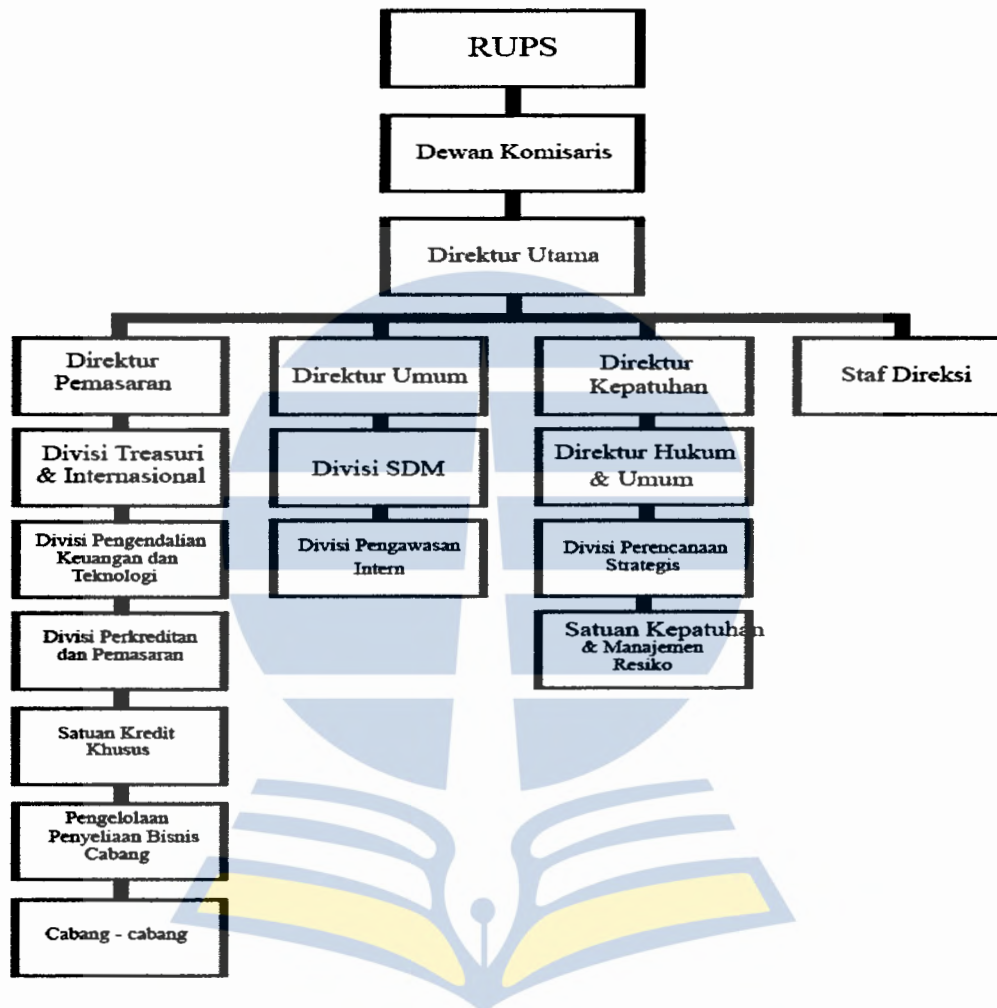 RUPS
Dewan Komisaris
Direktur Utama
Direktur
Pemasaran
Direktur Umum
Direktur
Kepatuhan
Staf Direksi
Divisi Treasuri
& Internasional
Divisi SDM
Direktur Hukum
& Umum
Divisi Pengendalian
Keuangan dan
Teknologi
Divisi Pengawasan
Intern
Divisi Perencanaan
Strategis
Divisi Perkreditan
dan Pemasaran
Satuan Kepatuhan
& Manajemen
Resiko
Satuan Kredit
Khusus
Pengelolaan
Penyeliaan Bisnis
Cabang
Cabang - cabang